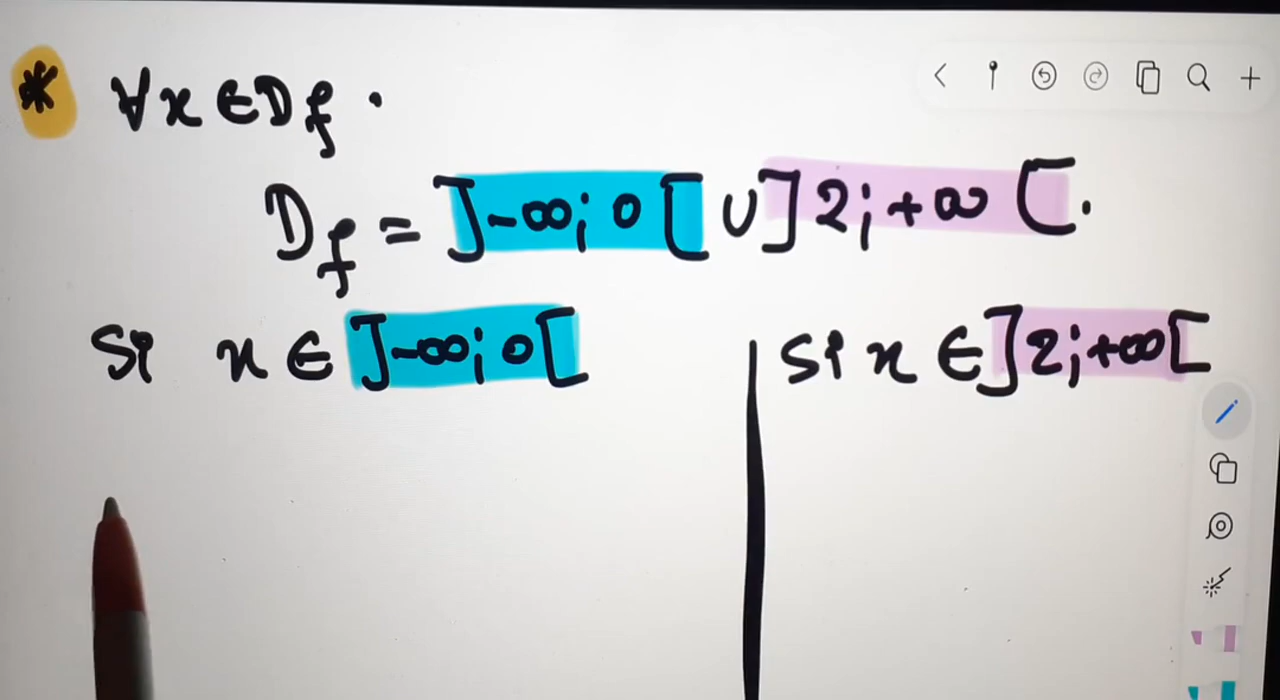 * ∀x ∈ Df .
Df = ]-∞; 0[ ∪ ]2; +∞[.
Si x ∈ ]-∞; 0[
Si x ∈ ]2; +∞[